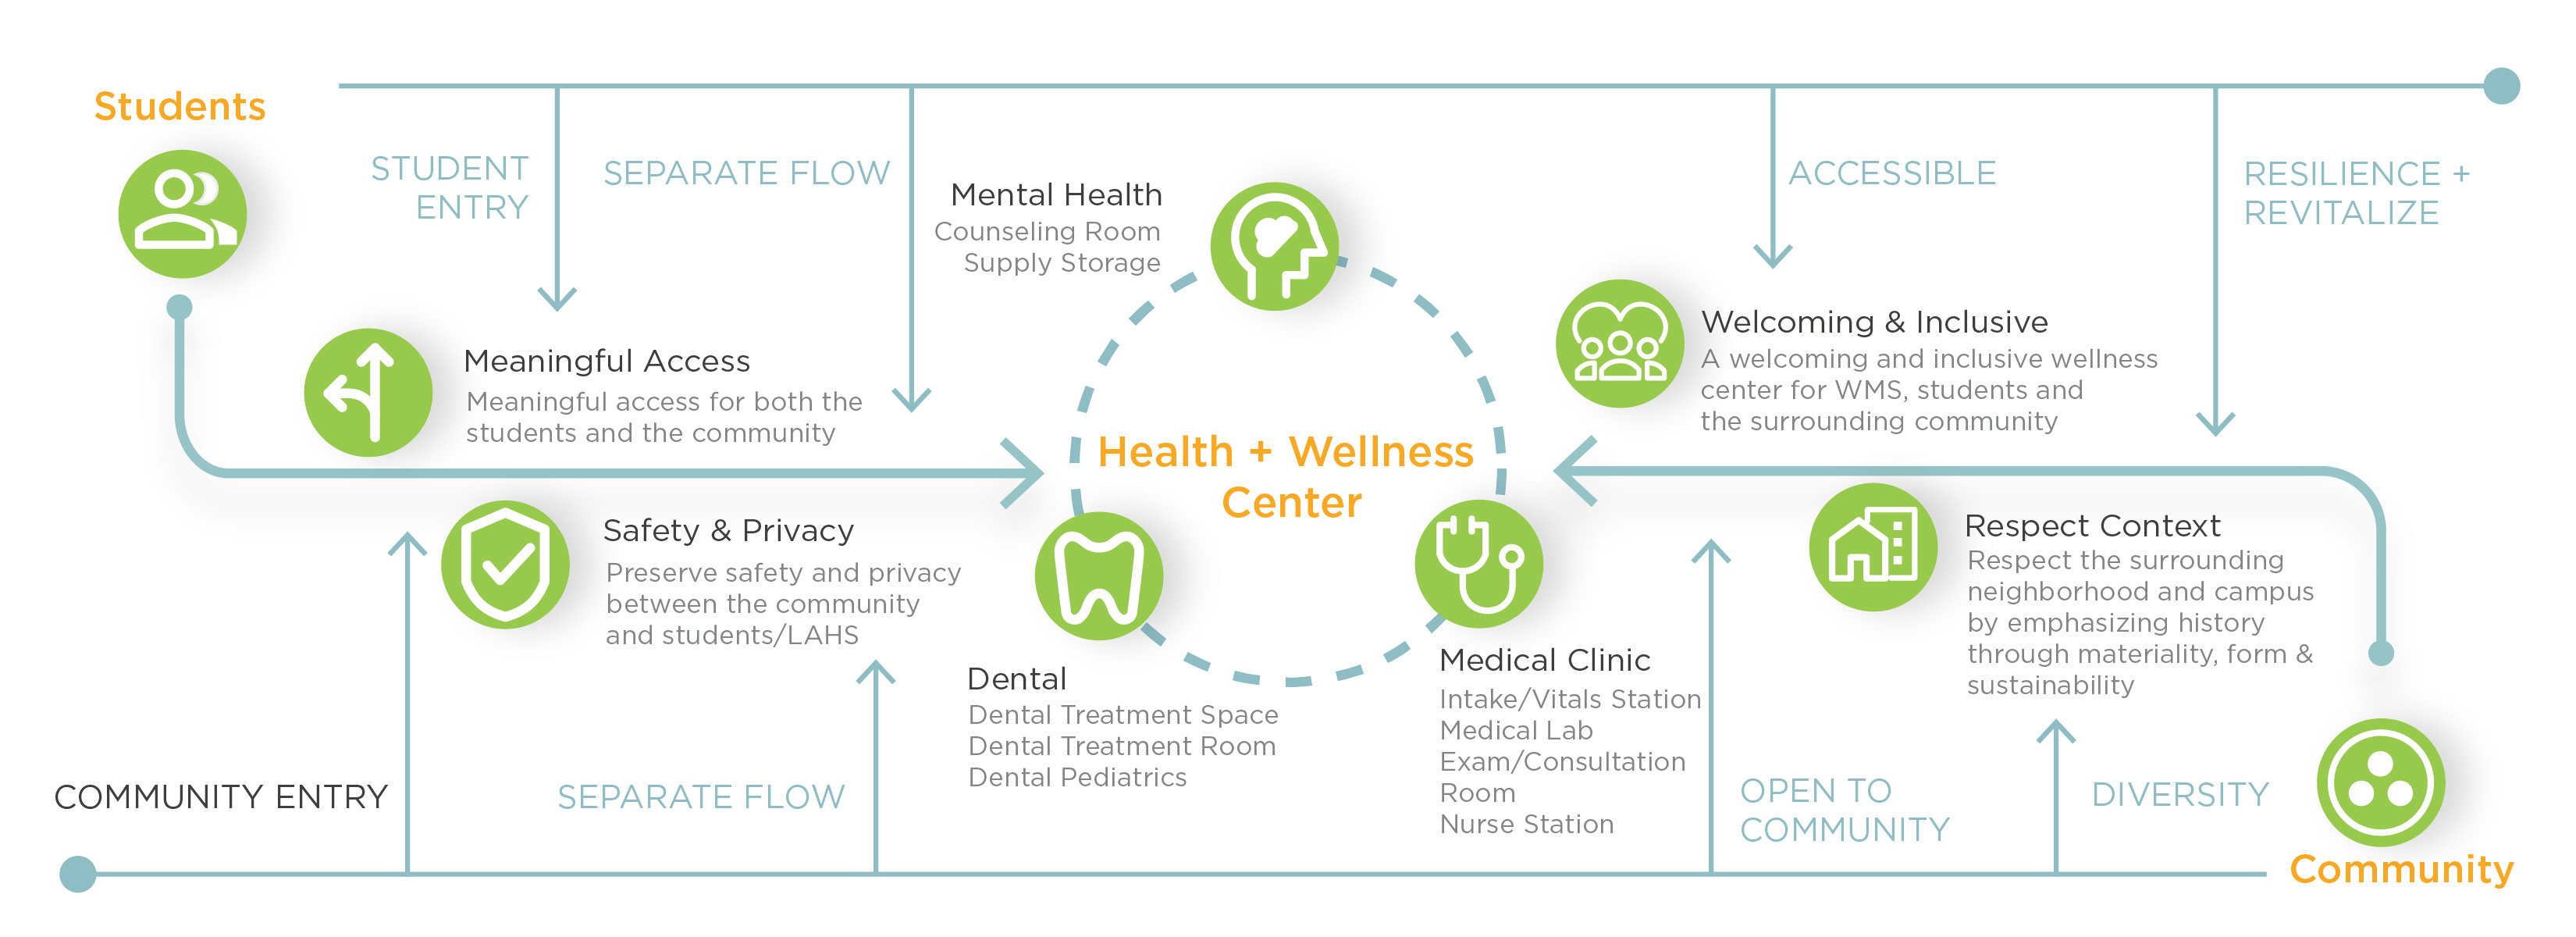 Students
STUDENT
ENTRY
SEPARATE FLOW
Mental Health
Counseling Room
Supply Storage
ACCESSIBLE
RESILIENCE +
REVITALIZE
Meaningful Access
Meaningful access for both the
students and the community
Welcoming & Inclusive
A welcoming and inclusive wellness
center for WMS, students and
the surrounding community
Health + Wellness
Center
Safety & Privacy
Preserve safety and privacy
between the community
and students/LAHS
Respect Context
Respect the surrounding
neighborhood and campus
by emphasizing history
through materiality, form &
sustainability
Dental
Dental Treatment Space
Dental Treatment Room
Dental Pediatrics
Medical Clinic
Intake/Vitals Station
Medical Lab
Exam/Consultation
Room
Nurse Station
COMMUNITY ENTRY
SEPARATE FLOW
OPEN TO
COMMUNITY
DIVERSITY
Community